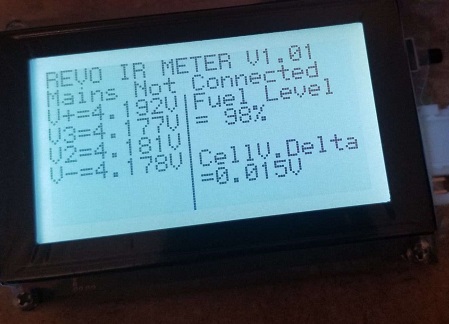 REVO IR METER V1.01
Mains Not Connected
V+=4.192V
V3=4.177V
V2=4.181V
V-=4.178V
Fuel Level
= 98%
CellV.Delta
=0.015V